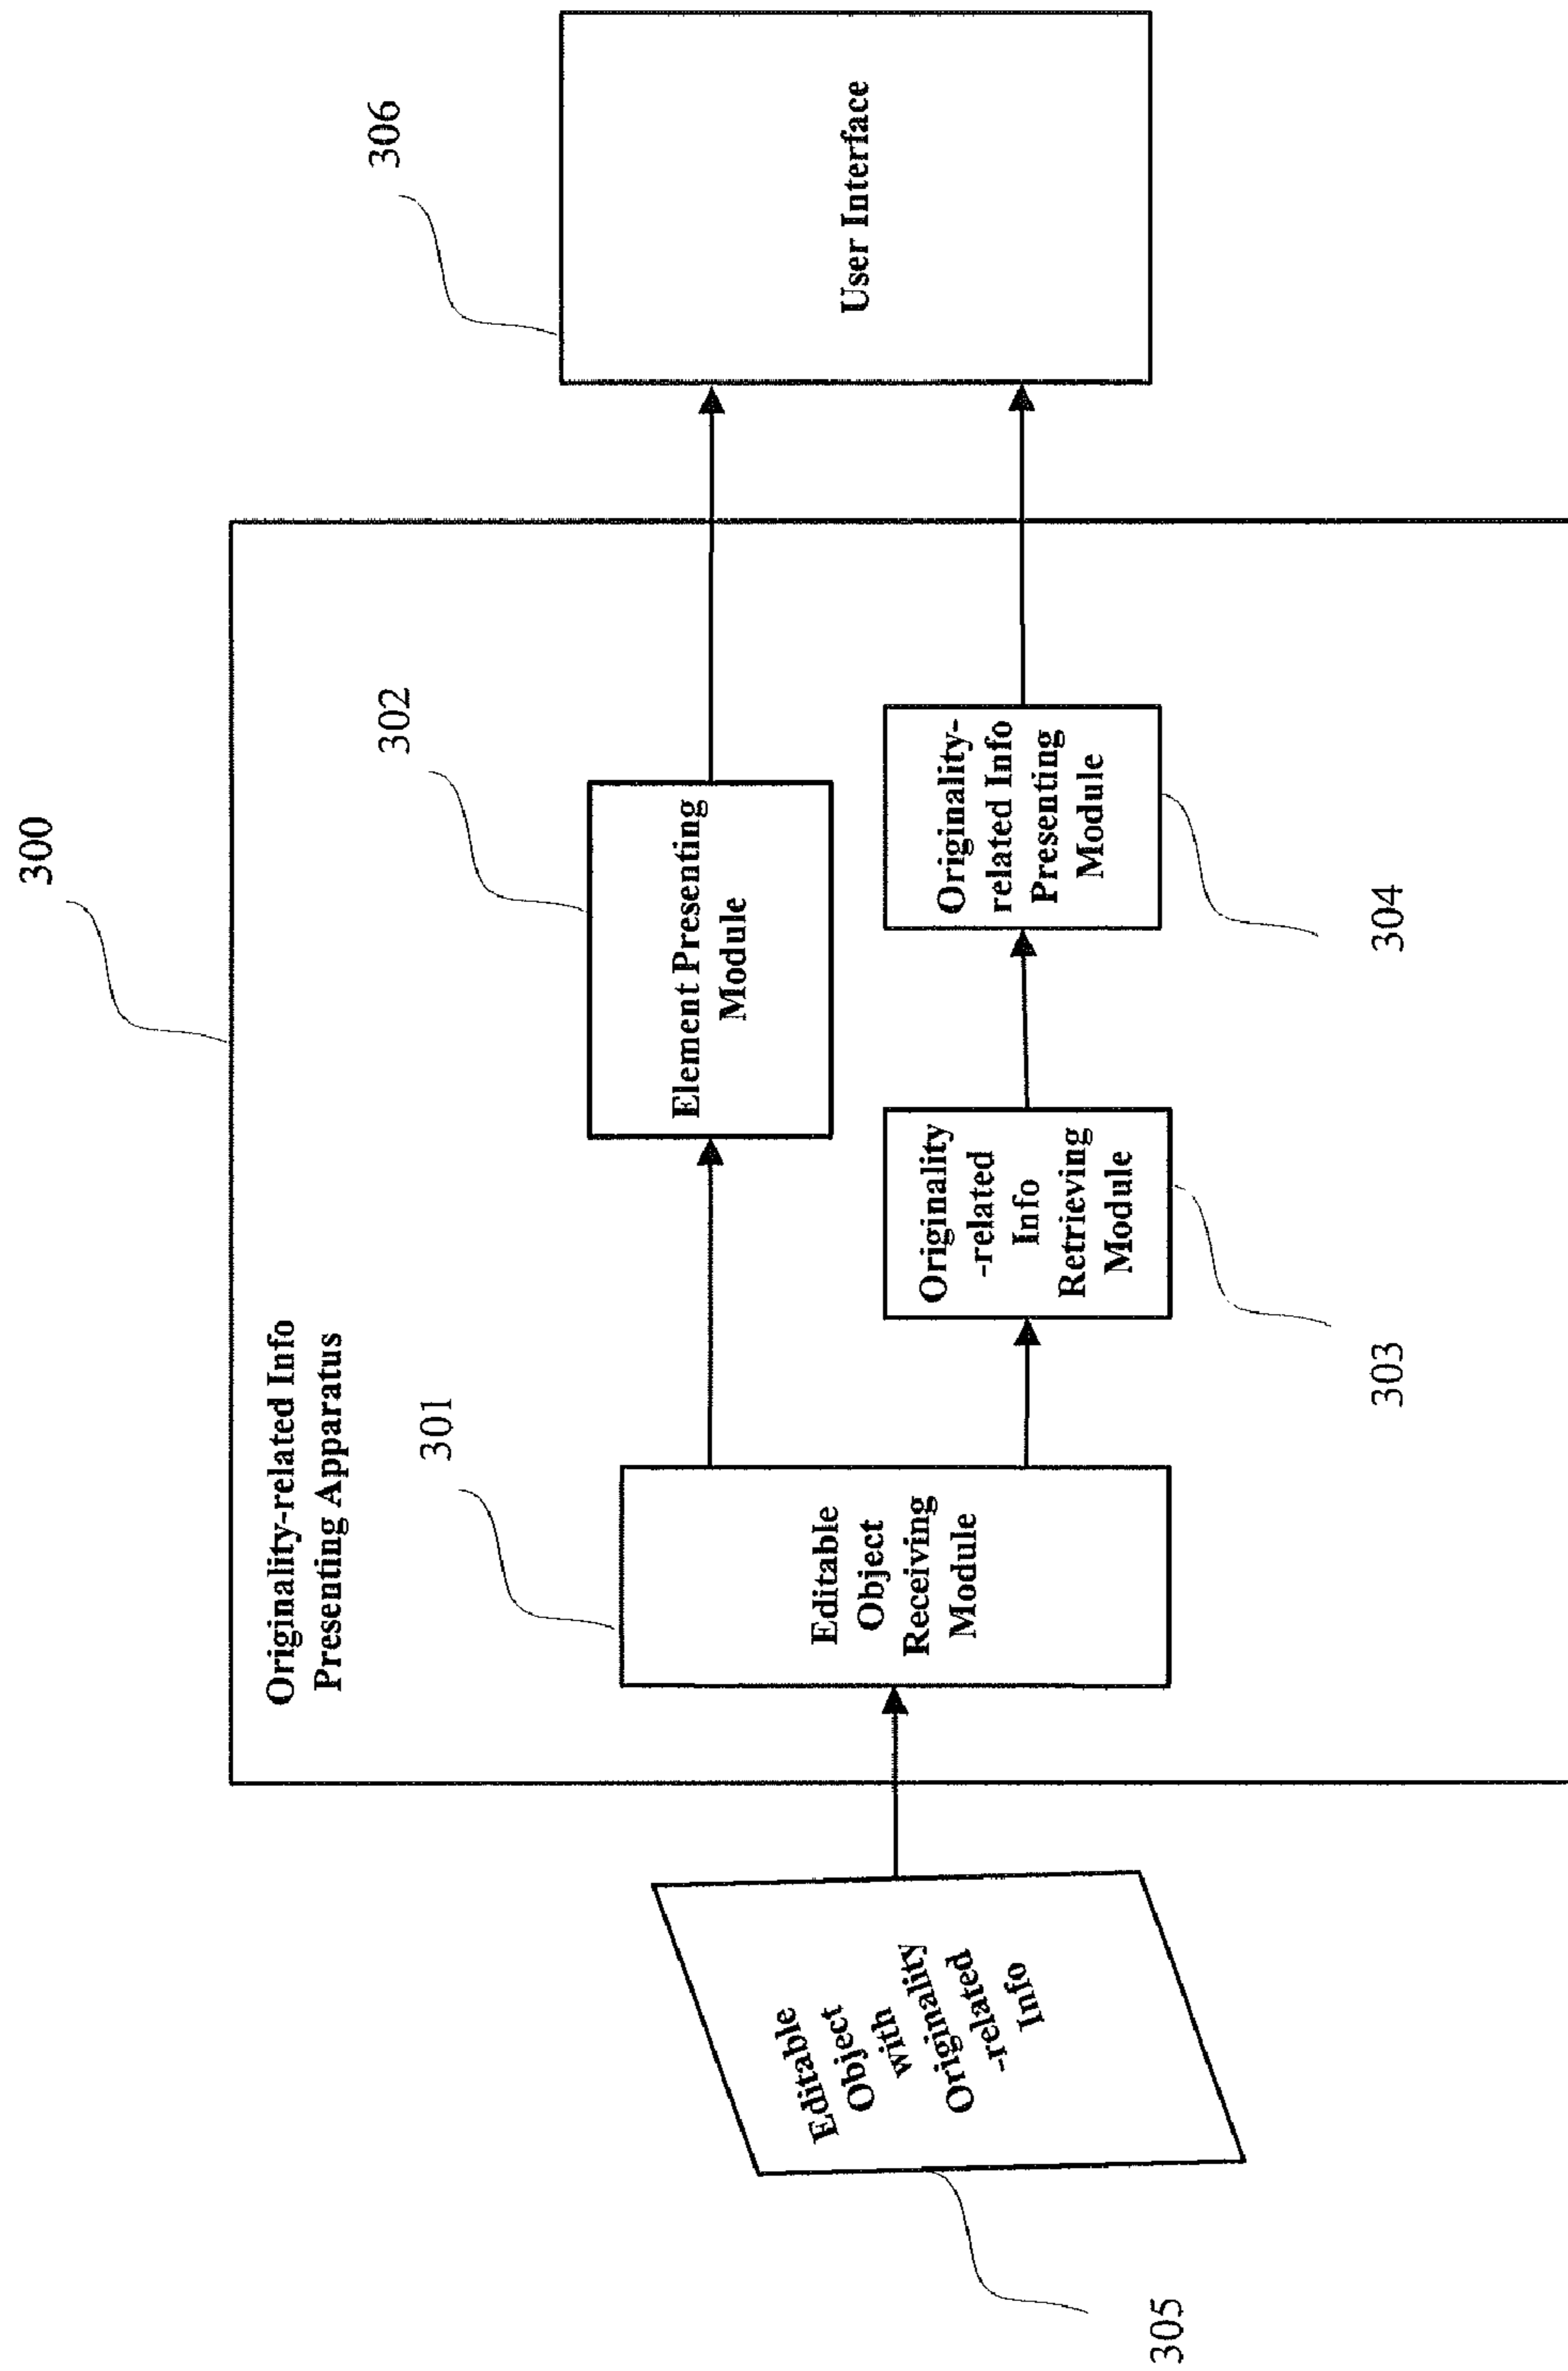 300
Originality-related Info
Presenting Apparatus
306
302
301
User Interface
Element Presenting
Module
Editable
Object
Receiving
Module
Editable
Object
with
Originality
-related
Info
Originality
-related
Info
Retrieving
Module
Originality-
related Info
Presenting
Module
305
303
304